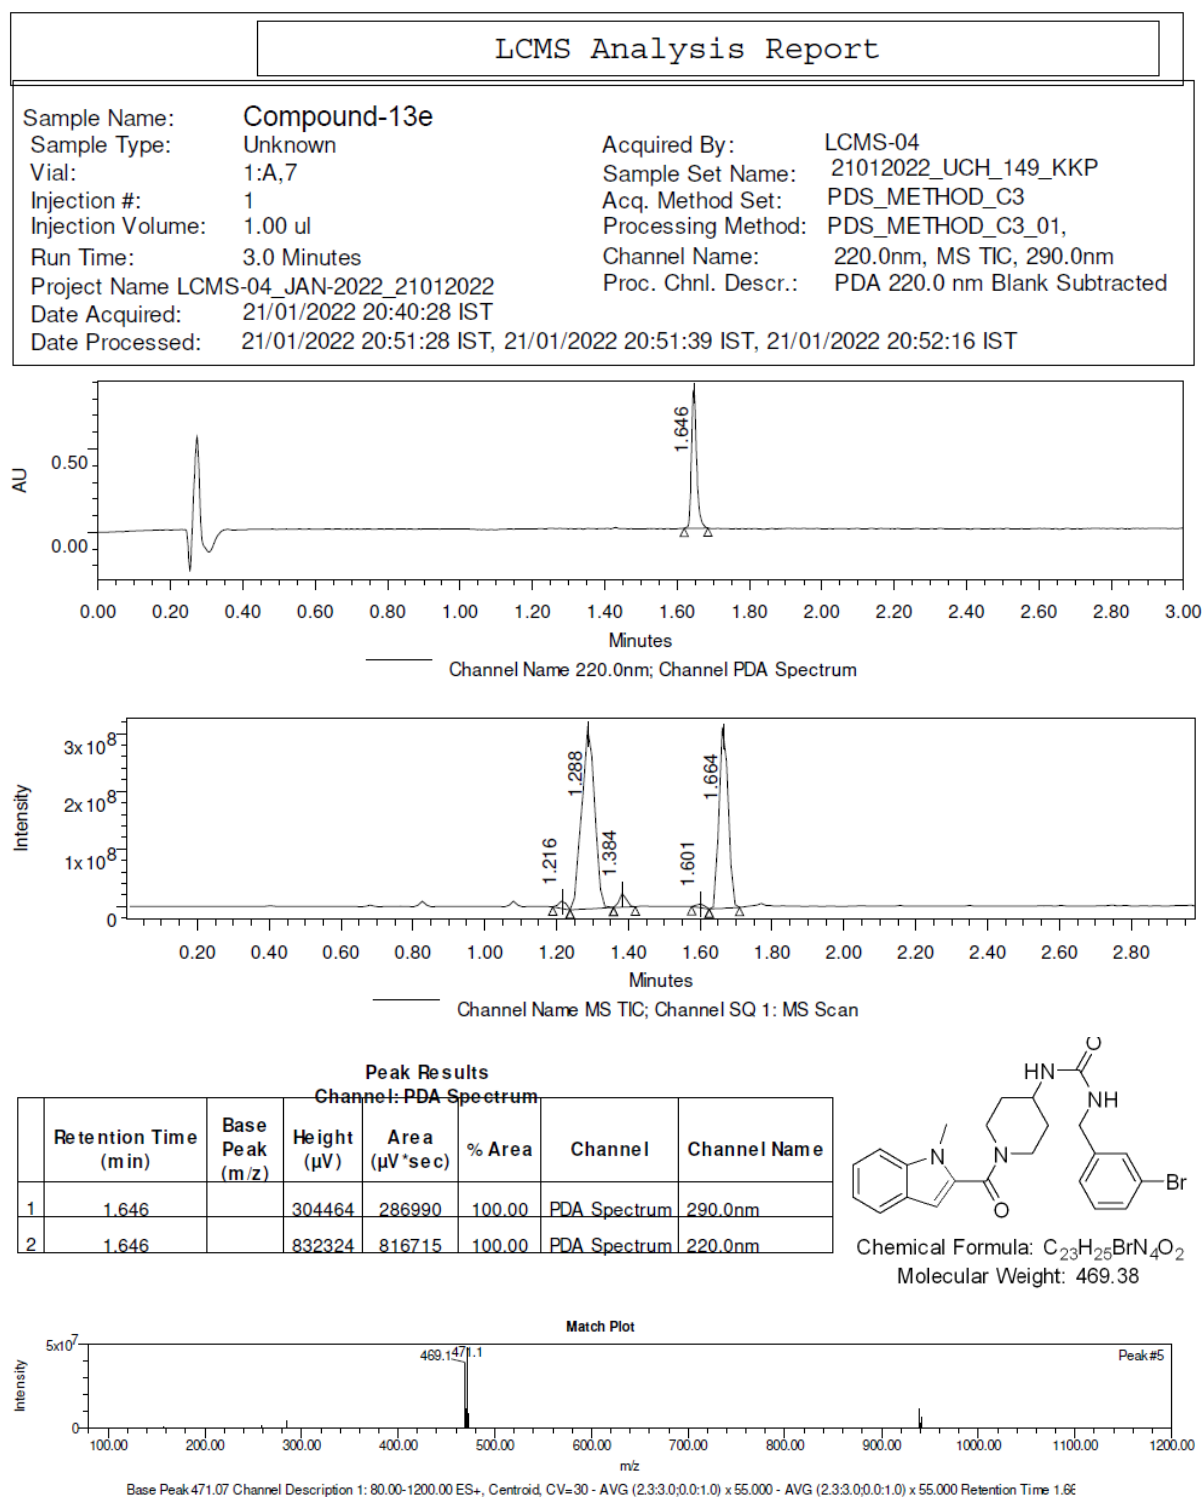 LCMS Analysis Report
Sample Name: Compound-13e
Sample Type: Unknown Acquired By: LCMS-04
Vial: 1:A,7 Sample Set Name: 21012022_UCH_149_KKP
Injection #: 1 Acq. Method Set: PDS_METHOD_C3
Injection Volume: 1.00 ul Processing Method: PDS_METHOD_C3_01,
Run Time: 3.0 Minutes Channel Name: 220.0nm, MS TIC, 290.0nm
Project Name LCMS-04_JAN-2022_21012022 Proc. Chnl. Descr.: PDA 220.0 nm Blank Subtracted
Date Acquired: 21/01/2022 20:40:28 IST
Date Processed: 21/01/2022 20:51:28 IST, 21/01/2022 20:51:39 IST, 21/01/2022 20:52:16 IST
1.646
AU
0.50
0.00
0.00 0.20 0.40 0.60 0.80 1.00 1.20 1.40 1.60 1.80 2.00 2.20 2.40 2.60 2.80 3.00
Minutes
Channel Name 220.0nm; Channel PDA Spectrum
Intensity
3x10⁸
2x10⁸
1x10⁸
0
1.216
1.288
1.384
1.601
1.664
0.20 0.40 0.60 0.80 1.00 1.20 1.40 1.60 1.80 2.00 2.20 2.40 2.60 2.80
Minutes
Channel Name MS TIC; Channel SQ 1: MS Scan
Peak Results
Channel: PDA Spectrum
Retention Time (min) Base Peak (m/z) Height (µV) Area (µV*sec) % Area Channel Channel Name
1 1.646 304464 286990 100.00 PDA Spectrum 290.0nm
2 1.646 832324 816715 100.00 PDA Spectrum 220.0nm
O
HN
NH
N
N
O
Br
Chemical Formula: C₂₃H₂₅BrN₄O₂
Molecular Weight: 469.38
Match Plot
5x10⁷
469.1 471.1
Peak#5
Intensity
0
100.00 200.00 300.00 400.00 500.00 600.00 700.00 800.00 900.00 1000.00 1100.00 1200.00
m/z
Base Peak 471.07 Channel Description 1: 80.00-1200.00 ES+, Centroid, CV=30 - AVG (2.3:3.0;0.0:1.0) x 55.000 - AVG (2.3:3.0;0.0:1.0) x 55.000 Retention Time